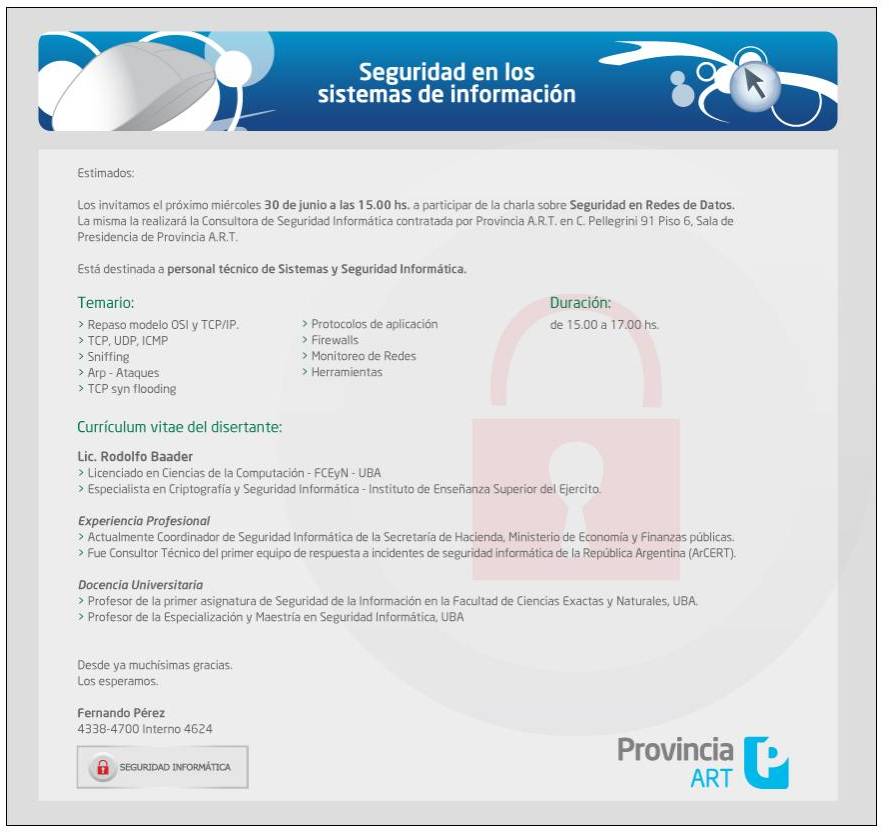 Seguridad en los
sistemas de información
Estimados:
Los invitamos el próximo miércoles 30 de junio a las 15.00 hs. a participar de la charla sobre Seguridad en Redes de Datos.
La misma la realizará la Consultora de Seguridad Informática contratada por Provincia A.R.T. en C. Pellegrini 91 Piso 6, Sala de
Presidencia de Provincia A.R.T.
Está destinada a personal técnico de Sistemas y Seguridad Informática.
Temario:
> Repaso modelo OSI y TCP/IP.
> TCP, UDP, ICMP
> Sniffing
> Arp - Ataques
> TCP syn flooding
> Protocolos de aplicación
> Firewalls
> Monitoreo de Redes
> Herramientas
Duración:
de 15.00 a 17.00 hs.
Currículum vitae del disertante:
Lic. Rodolfo Baader
> Licenciado en Ciencias de la Computación - FCEyN - UBA
> Especialista en Criptografía y Seguridad Informática - Instituto de Enseñanza Superior del Ejercito.
Experiencia Profesional
> Actualmente Coordinador de Seguridad Informática de la Secretaría de Hacienda, Ministerio de Economía y Finanzas públicas.
> Fue Consultor Técnico del primer equipo de respuesta a incidentes de seguridad informática de la República Argentina (ArCERT).
Docencia Universitaria
> Profesor de la primer asignatura de Seguridad de la Información en la Facultad de Ciencias Exactas y Naturales, UBA.
> Profesor de la Especialización y Maestría en Seguridad Informática, UBA
Desde ya muchísimas gracias.
Los esperamos.
Fernando Pérez
4338-4700 Interno 4624
SEGURIDAD INFORMÁTICA
Provincia
ART